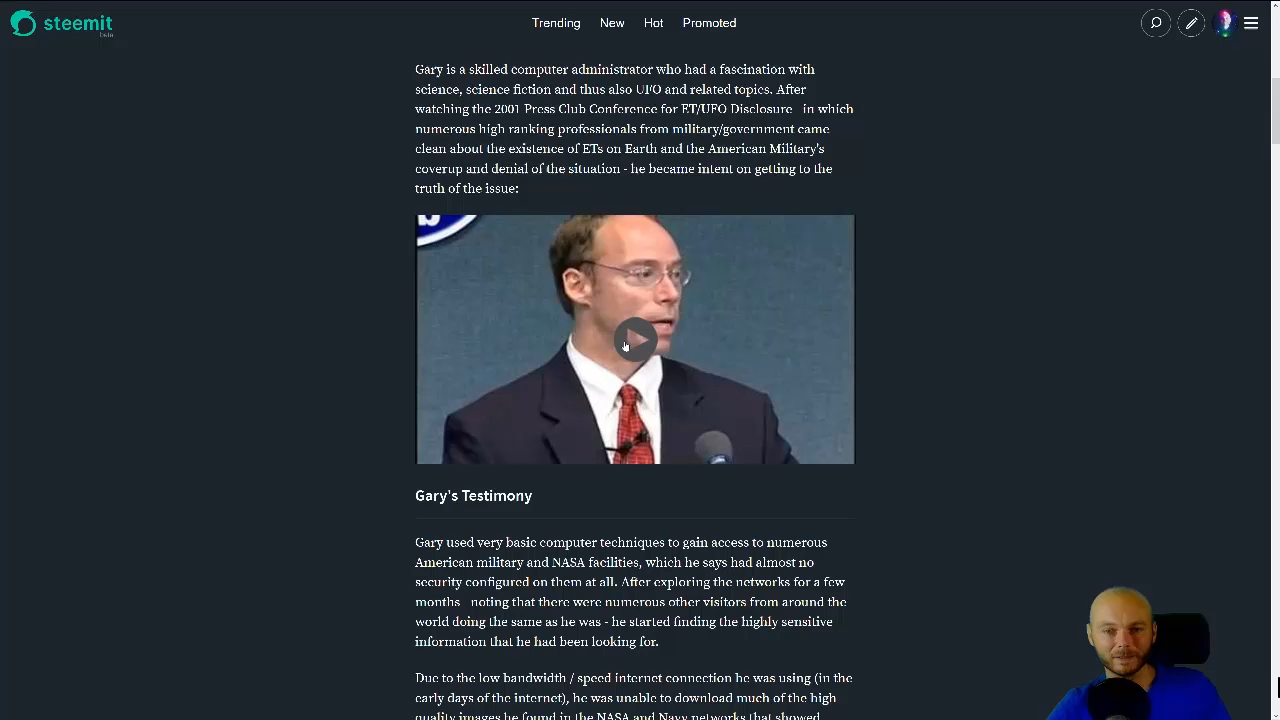 steemit
beta
Trending New Hot Promoted
Gary is a skilled computer administrator who had a fascination with
science, science fiction and thus also UFO and related topics. After
watching the 2001 Press Club Conference for ET/UFO Disclosure - in which
numerous high ranking professionals from military/government came
clean about the existence of ETs on Earth and the American Military's
coverup and denial of the situation - he became intent on getting to the
truth of the issue:
b
Gary's Testimony
Gary used very basic computer techniques to gain access to numerous
American military and NASA facilities, which he says had almost no
security configured on them at all. After exploring the networks for a few
months - noting that there were numerous other visitors from around the
world doing the same as he was - he started finding the highly sensitive
information that he had been looking for.
Due to the low bandwidth / speed internet connection he was using (in the
early days of the internet), he was unable to download much of the high
quality images he found in the NASA and Navy networks that showed